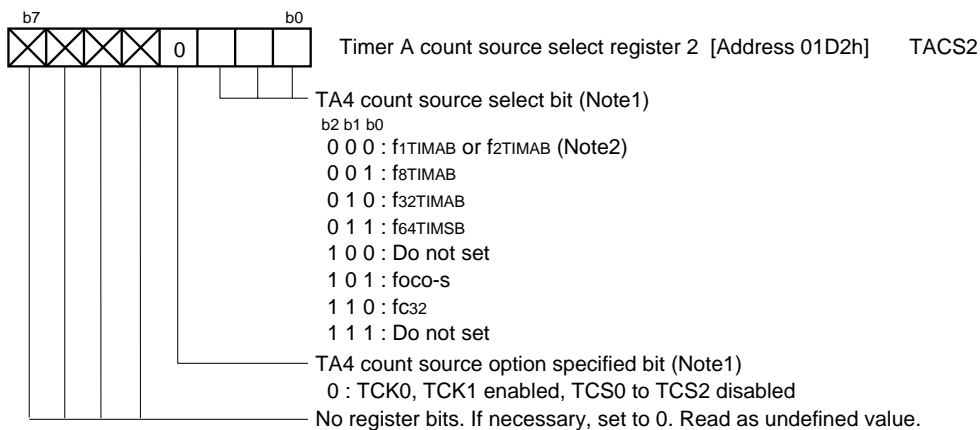 b7 b0
0 Timer A count source select register 2 [Address 01D2h] TACS2
TA4 count source select bit (Note1)
b2 b1 b0
0 0 0 : f1TIMAB or f2TIMAB (Note2)
0 0 1 : f8TIMAB
0 1 0 : f32TIMAB
0 1 1 : f64TIMSB
1 0 0 : Do not set
1 0 1 : foco-s
1 1 0 : fc32
1 1 1 : Do not set
TA4 count source option specified bit (Note1)
0 : TCK0, TCK1 enabled, TCS0 to TCS2 disabled
No register bits. If necessary, set to 0. Read as undefined value.